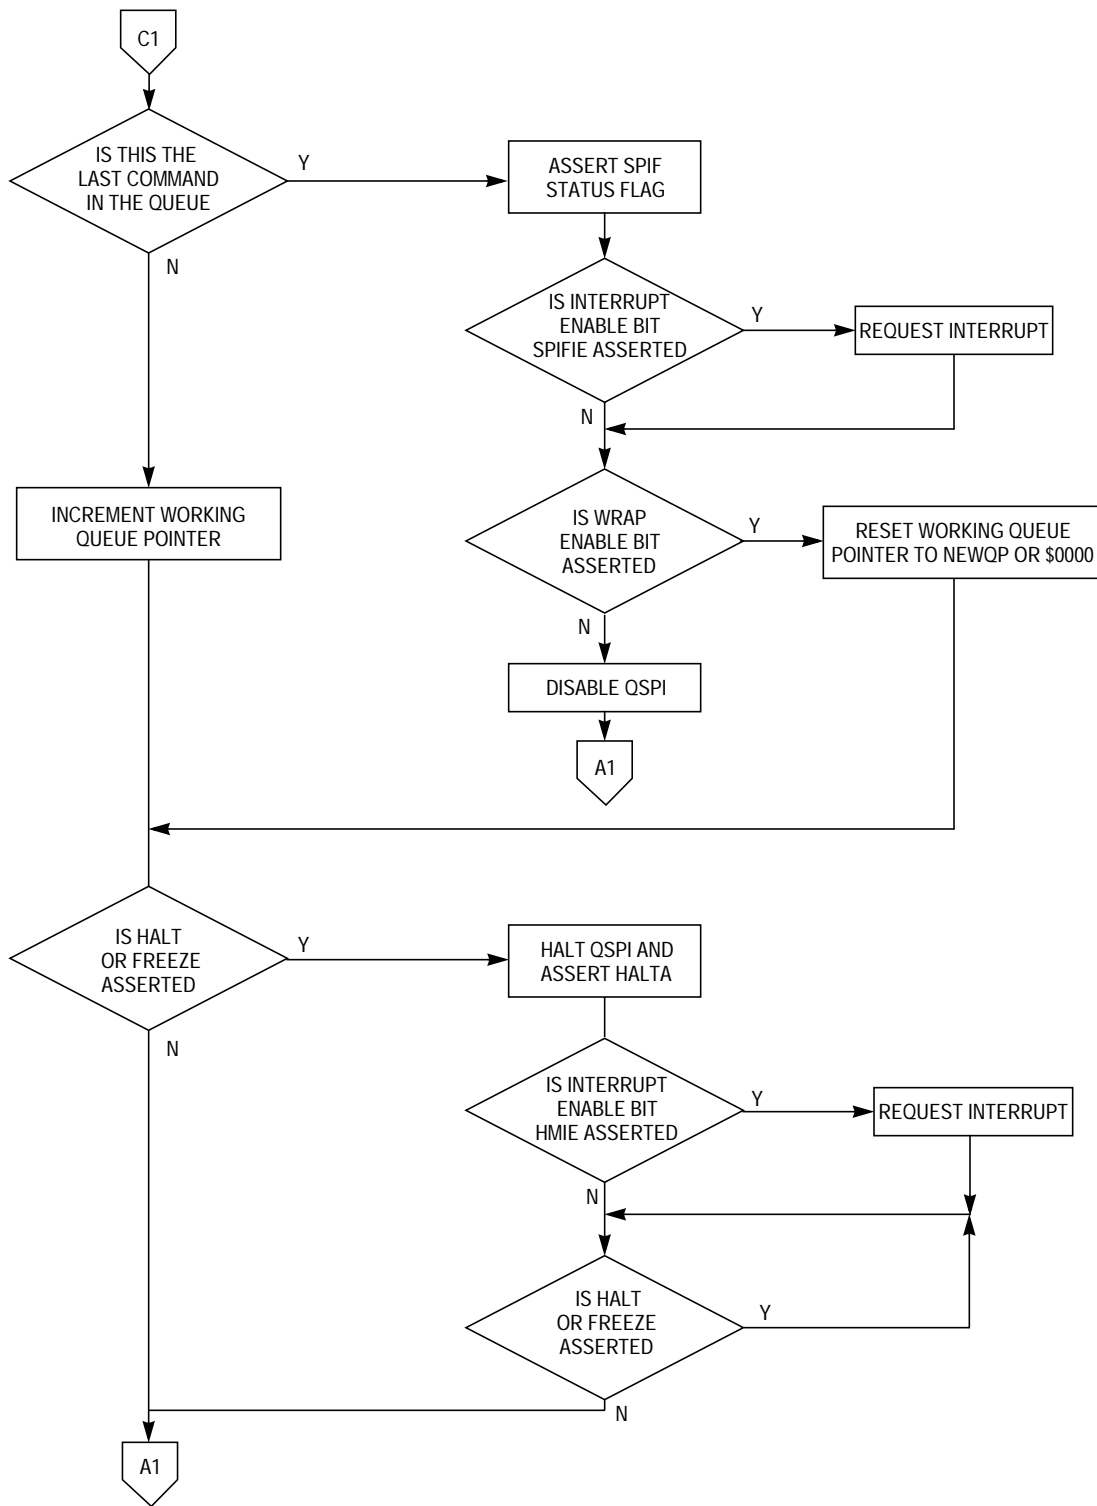 C1
IS THIS THE
LAST COMMAND
IN THE QUEUE
Y
N
ASSERT SPIF
STATUS FLAG
IS INTERRUPT
ENABLE BIT
SPIFIE ASSERTED
Y
N
REQUEST INTERRUPT
INCREMENT WORKING
QUEUE POINTER
IS WRAP
ENABLE BIT
ASSERTED
Y
N
RESET WORKING QUEUE
POINTER TO NEWQP OR $0000
DISABLE QSPI
A1
IS HALT
OR FREEZE
ASSERTED
Y
N
HALT QSPI AND
ASSERT HALTA
IS INTERRUPT
ENABLE BIT
HMIE ASSERTED
Y
N
REQUEST INTERRUPT
IS HALT
OR FREEZE
ASSERTED
Y
N
A1